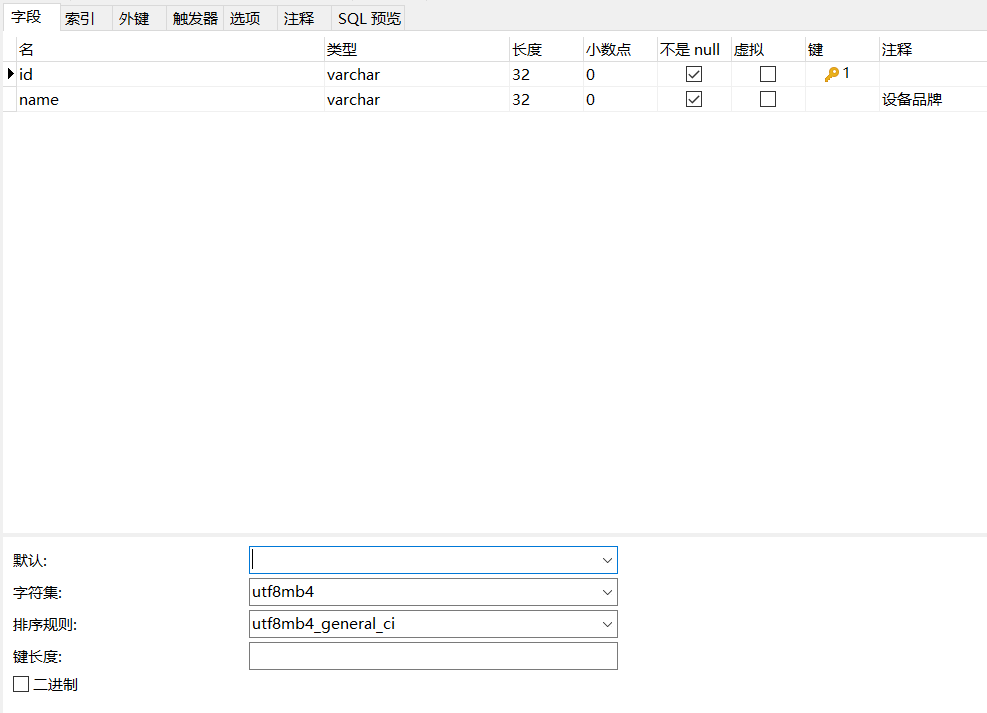 字段 索引 外键 触发器 选项 注释 SQL 预览
名 类型 长度 小数点 不是 null 虚拟 键 注释
id varchar 32 0 1
name varchar 32 0 设备品牌
默认:
字符集: utf8mb4
排序规则: utf8mb4_general_ci
键长度:
二进制